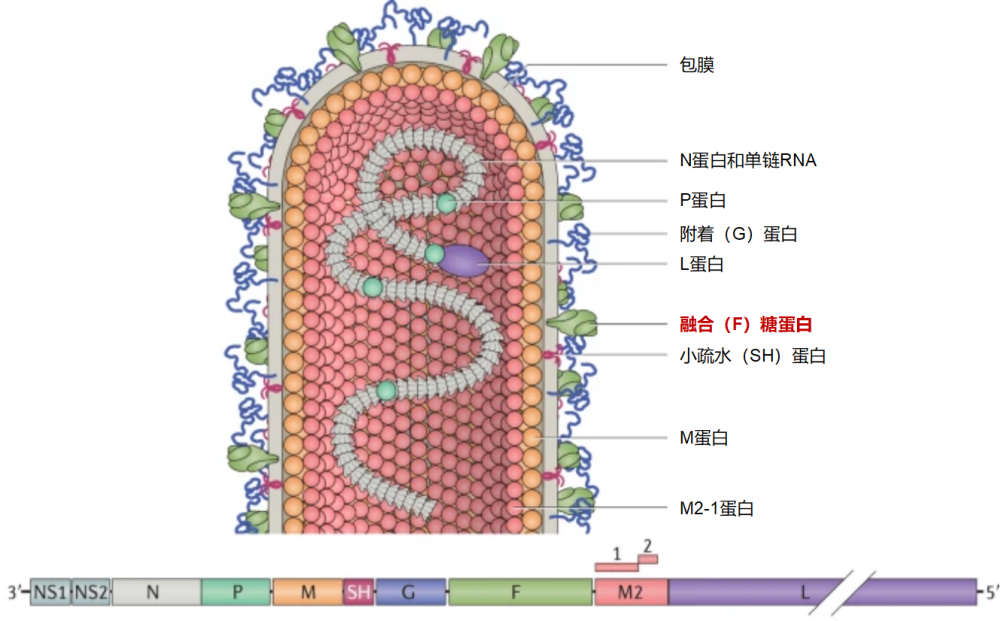 包膜
N蛋白和单链RNA
P蛋白
附着（G）蛋白
L蛋白
融合（F）糖蛋白
小疏水（SH）蛋白
M蛋白
M2-1蛋白
1 2
3′ NS1 NS2 N P M SH G F M2 L 5′